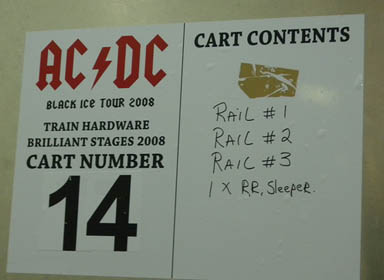 AC⚡DC
BLACK ICE TOUR 2008
TRAIN HARDWARE
BRILLIANT STAGES 2008
CART NUMBER
14
CART CONTENTS
RAIL #1
RAIL #2
RAIL #3
1 X RR, Sleeper.